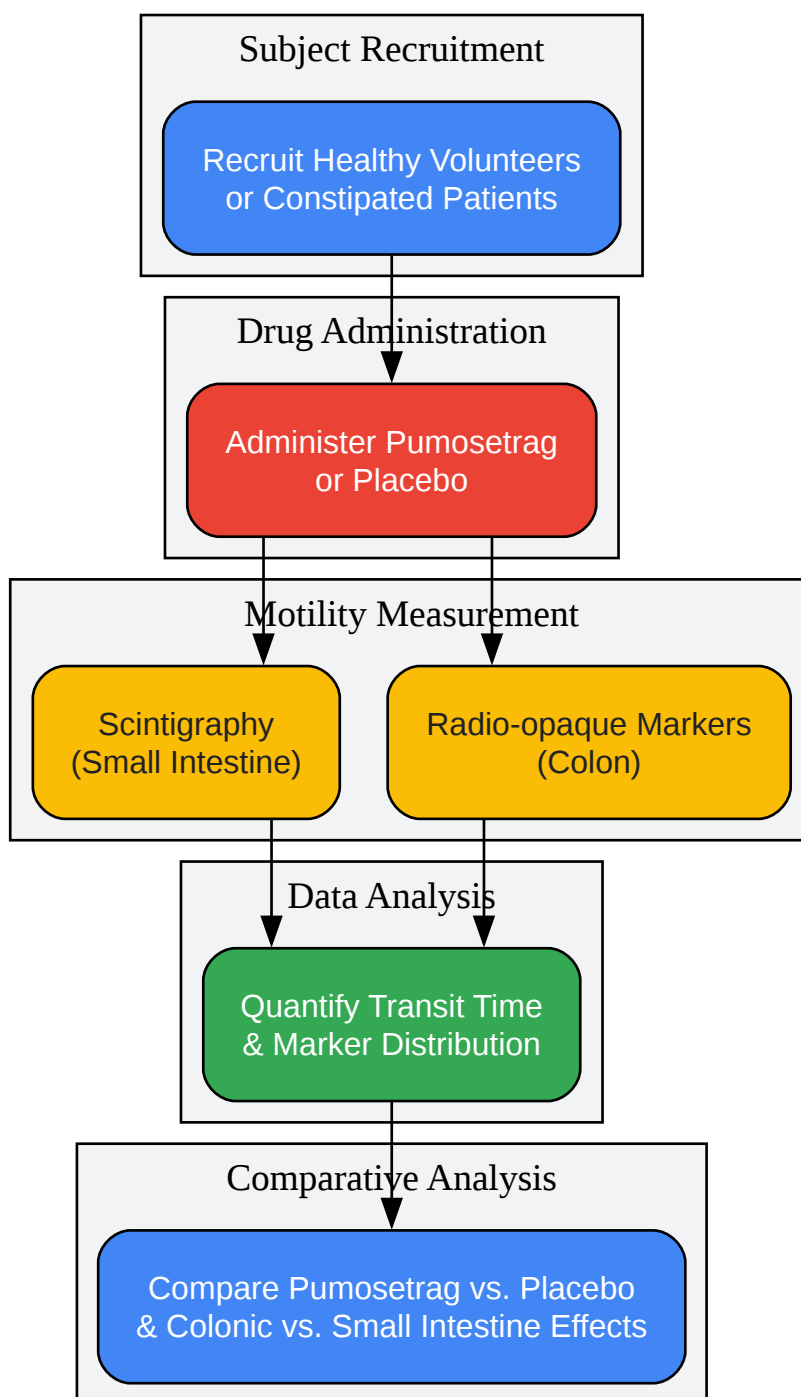 Subject Recruitment
Recruit Healthy Volunteers
or Constipated Patients
Drug Administration
Administer Pumosetrag
or Placebo
Motility Measurement
Scintigraphy
(Small Intestine)
Radio-opaque Markers
(Colon)
Data Analysis
Quantify Transit Time
& Marker Distribution
Comparative Analysis
Compare Pumosetrag vs. Placebo
& Colonic vs. Small Intestine Effects